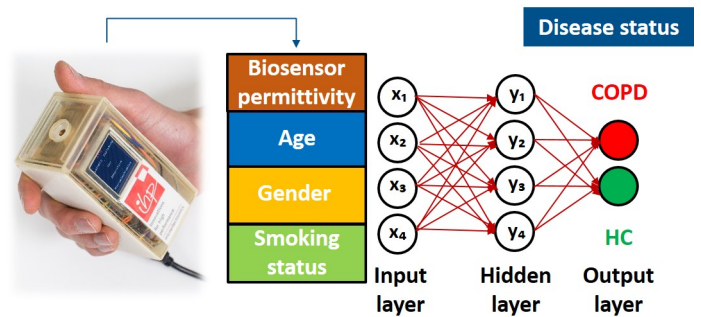 Disease status
Biosensor
permittivity
Age
Gender
Smoking
status
x₁
x₂
x₃
x₄
y₁
y₂
y₃
y₄
COPD
HC
Input
layer
Hidden
layer
Output
layer
ihp